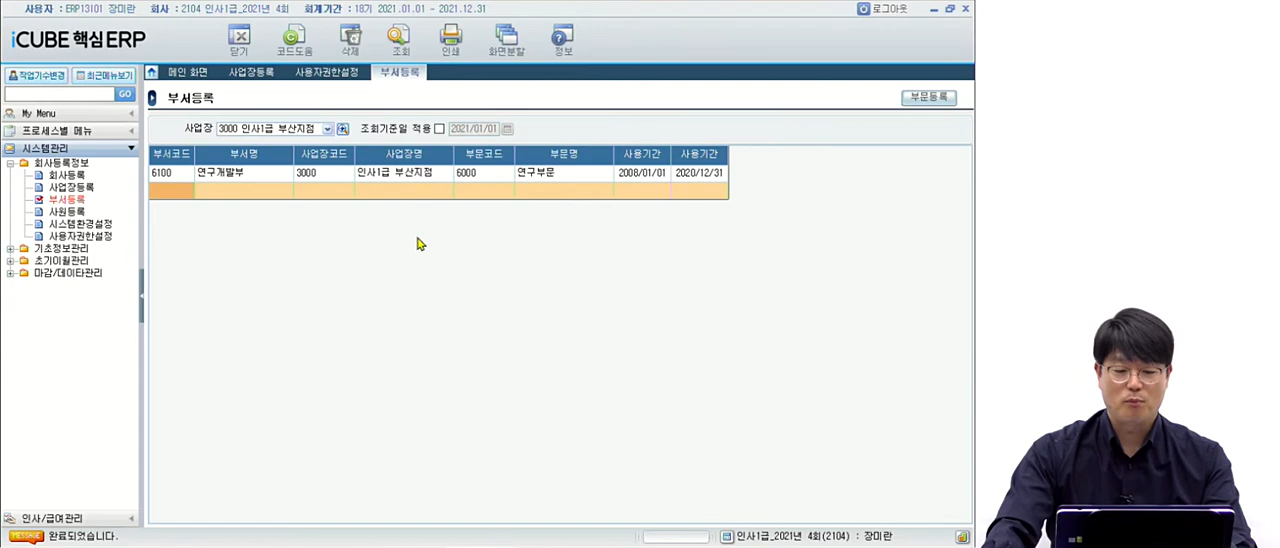 사용자 : ERP13I01 장미란 회사 : 2104 인사1급_2021년 4회 회계기간 : 18기 2021.01.01 - 2021.12.31 로그아웃
iCUBE 핵심ERP 닫기 코드도움 삭제 조회 인쇄 화면분할 정보
작업기수변경 최근메뉴보기 메인 화면 사업장등록 사용자권한설정 부서등록
GO
부서등록 부문등록
My Menu
프로세스별 메뉴
시스템관리
사업장 3000 인사1급 부산지점 조회기준일 적용 2021/01/01
부서코드 부서명 사업장코드 사업장명 부문코드 부문명 사용기간 사용기간
6100 연구개발부 3000 인사1급 부산지점 6000 연구부문 2008/01/01 2020/12/31
회사등록정보
회사등록
사업장등록
부서등록
사원등록
시스템환경설정
사용자권한설정
기초정보관리
초기이월관리
마감/데이타관리
인사/급여관리
MESSAGE 완료되었습니다. 인사1급_2021년 4회(2104) : 장미란